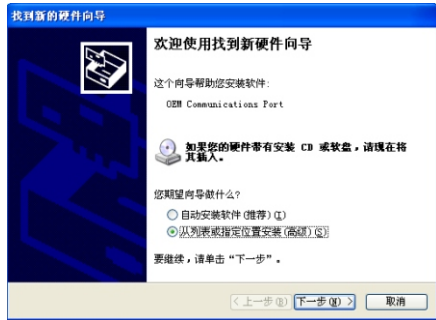 找到新的硬件向导
欢迎使用找到新硬件向导
这个向导帮助您安装软件:
OEM Communications Port
如果您的硬件带有安装 CD 或软盘，请现在将
其插入。
您期望向导做什么?
自动安装软件(推荐)(I)
从列表或指定位置安装(高级)(S)
要继续，请单击“下一步”。
< 上一步(B)
下一步(N) >
取消